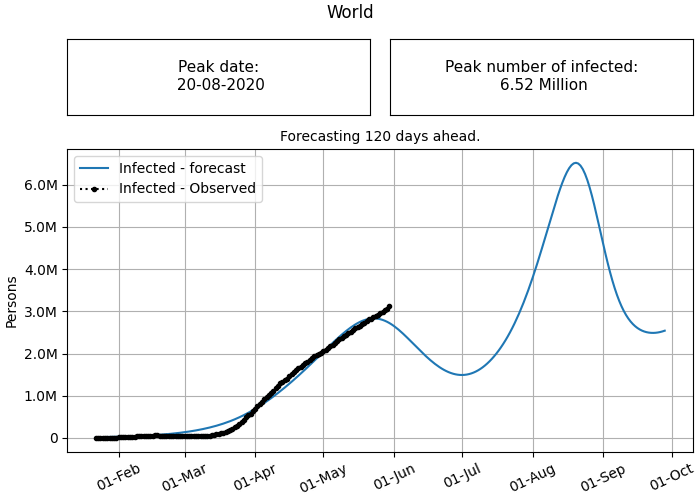 World
Peak date:
20-08-2020
Peak number of infected:
6.52 Million
Forecasting 120 days ahead.
Infected - forecast
Infected - Observed
Persons
6.0M
5.0M
4.0M
3.0M
2.0M
1.0M
0
01-Feb
01-Mar
01-Apr
01-May
01-Jun
01-Jul
01-Aug
01-Sep
01-Oct